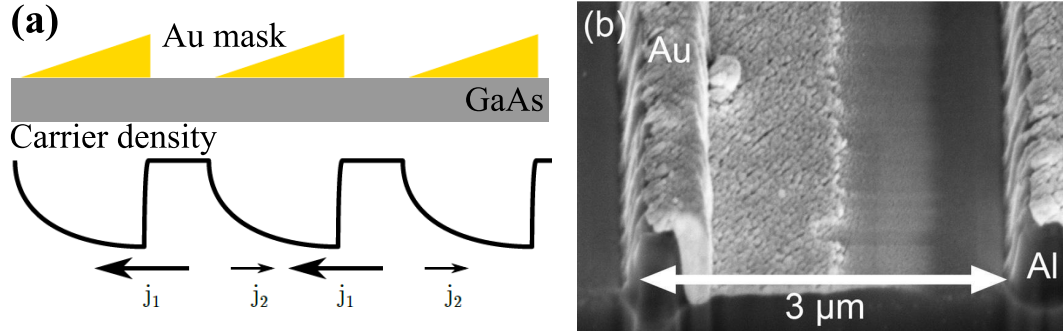 (a)
Au mask
GaAs
Carrier density
j₁ j₂ j₁ j₂
(b)
Au
Al
3 µm